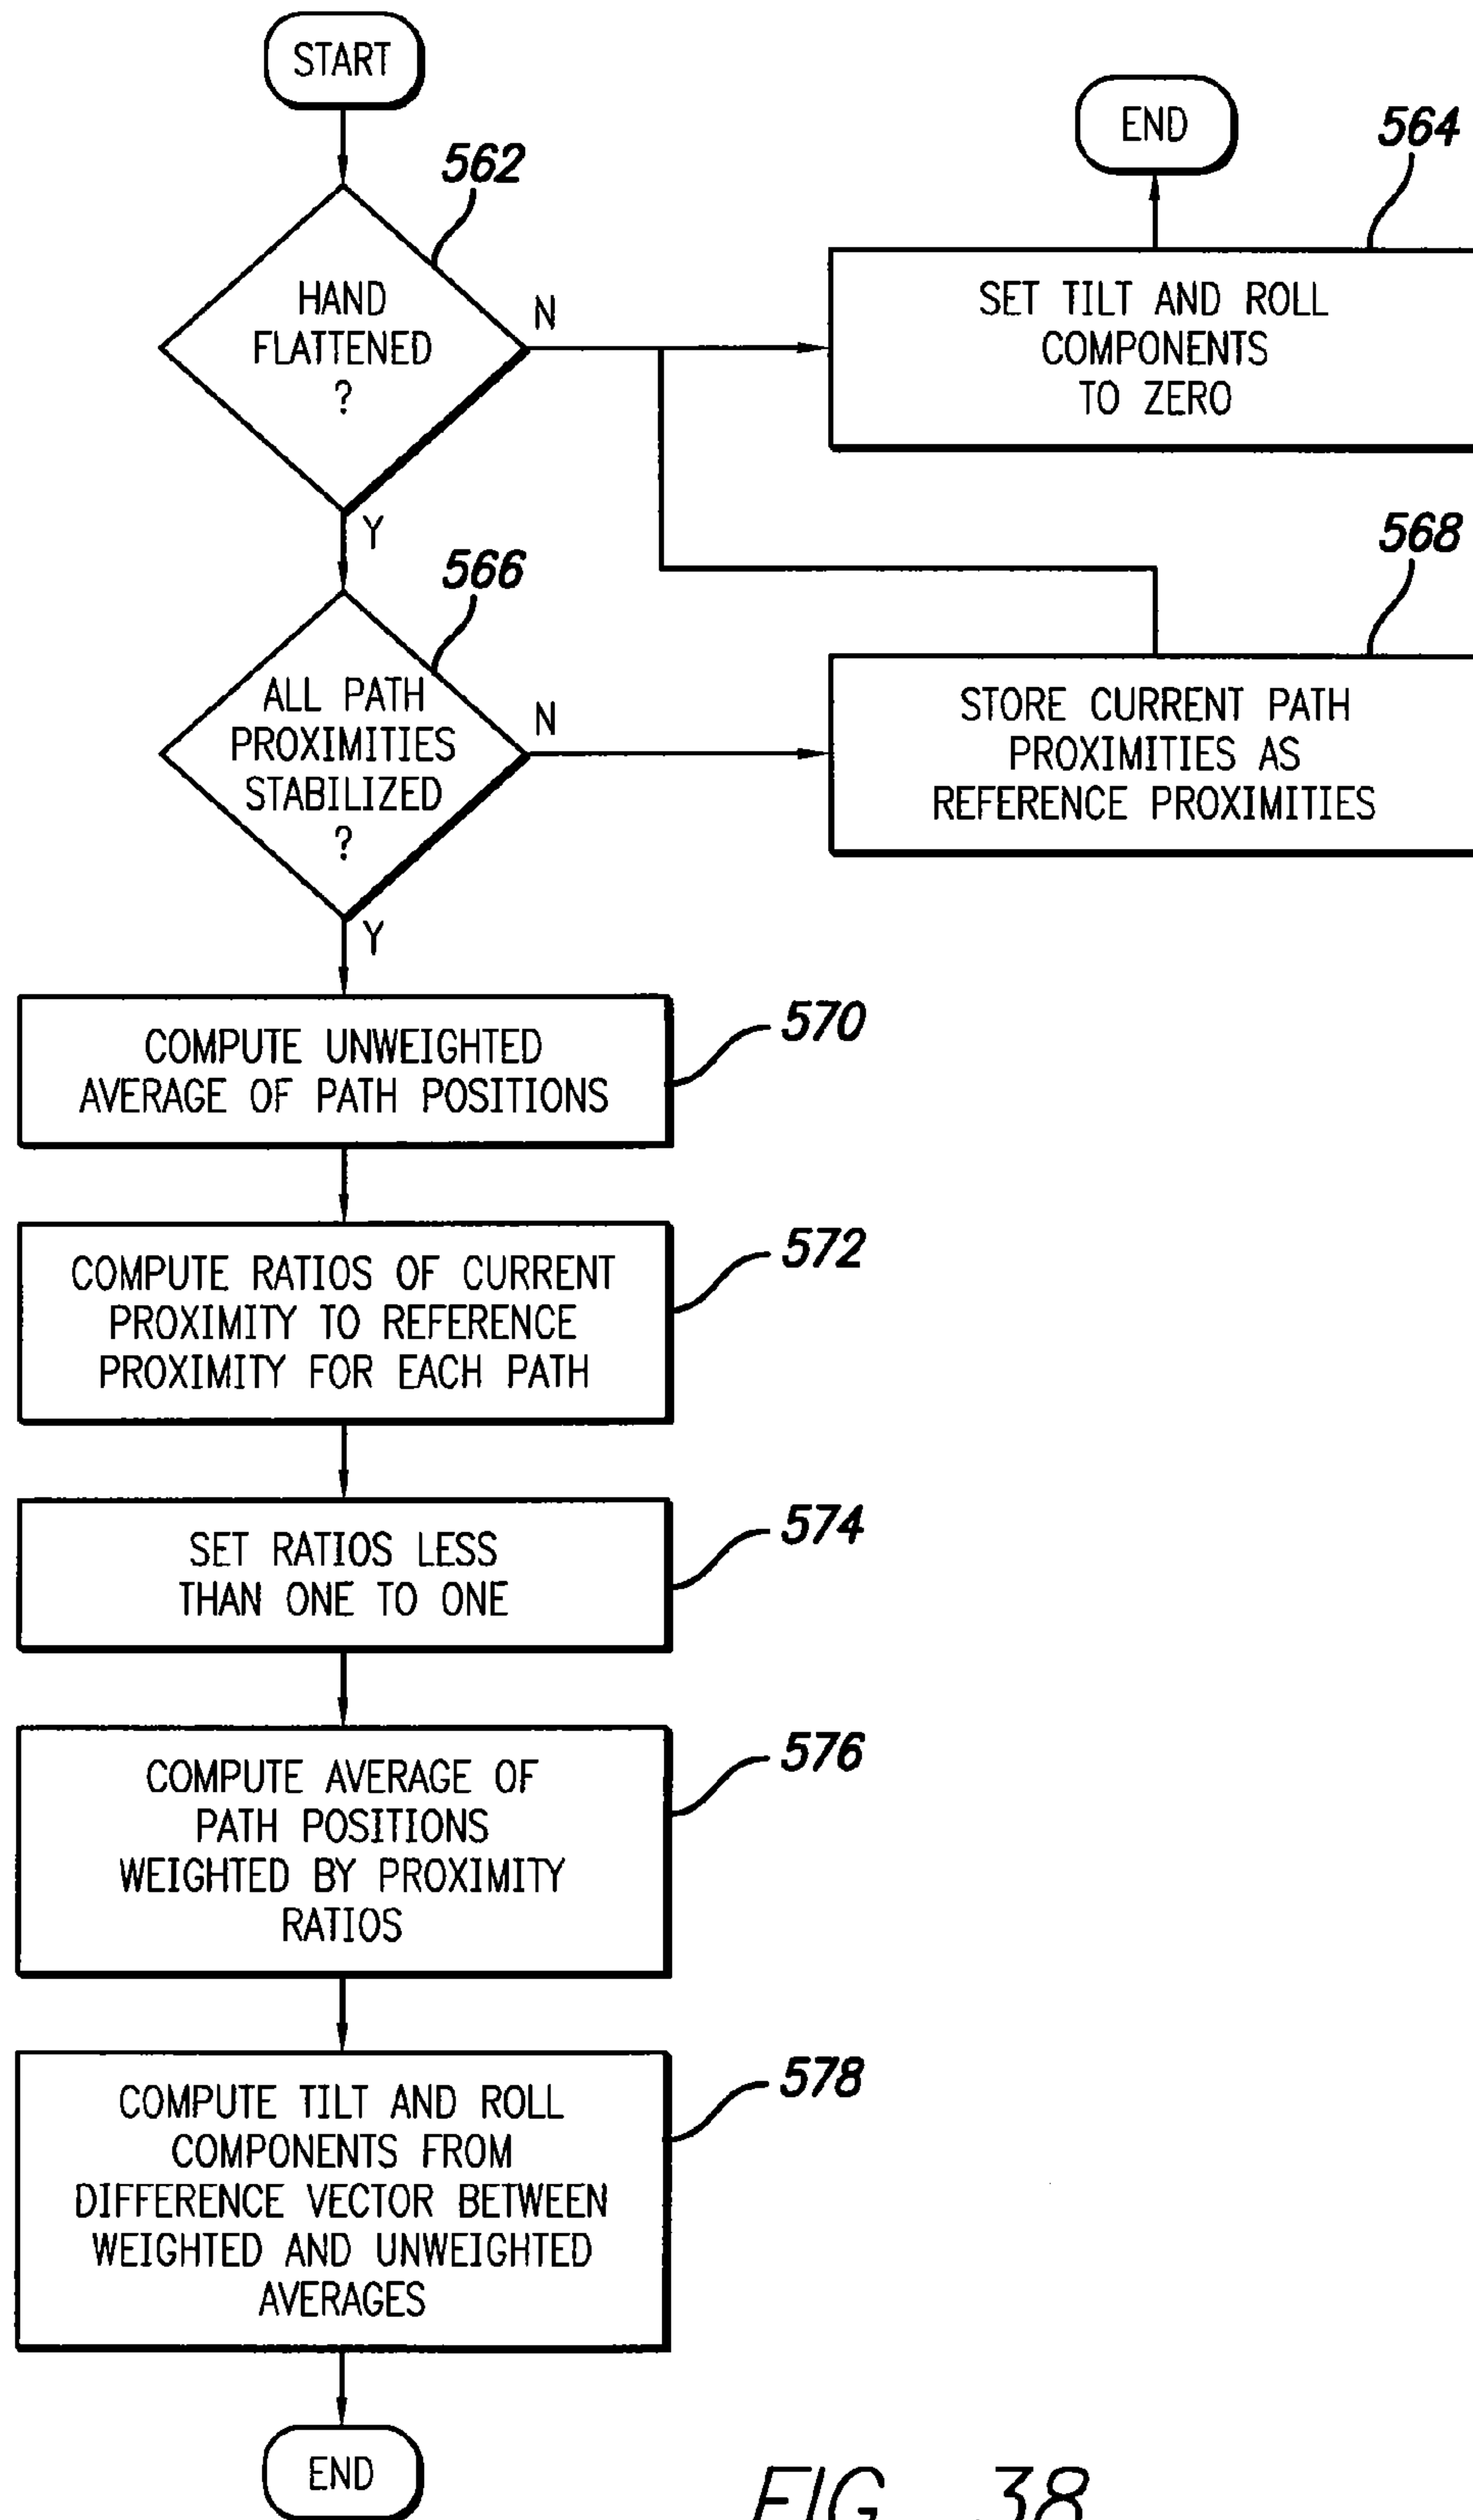 START
562
HAND
FLATTENED
?
N
Y
END
564
SET TILT AND ROLL
COMPONENTS
TO ZERO
566
ALL PATH
PROXIMITIES
STABILIZED
?
N
Y
568
STORE CURRENT PATH
PROXIMITIES AS
REFERENCE PROXIMITIES
570
COMPUTE UNWEIGHTED
AVERAGE OF PATH POSITIONS
572
COMPUTE RATIOS OF CURRENT
PROXIMITY TO REFERENCE
PROXIMITY FOR EACH PATH
574
SET RATIOS LESS
THAN ONE TO ONE
576
COMPUTE AVERAGE OF
PATH POSITIONS
WEIGHTED BY PROXIMITY
RATIOS
578
COMPUTE TILT AND ROLL
COMPONENTS FROM
DIFFERENCE VECTOR BETWEEN
WEIGHTED AND UNWEIGHTED
AVERAGES
END
FIG. 38